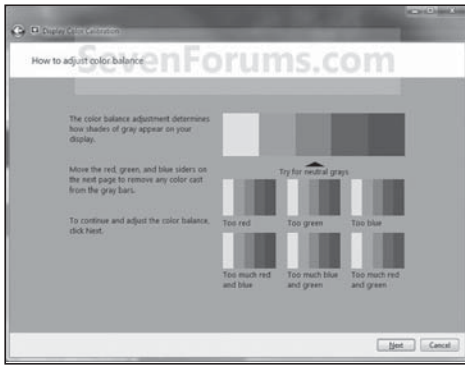 Display Color Calibration
How to adjust color balance
SevenForums.com
The color balance adjustment determines
how shades of gray appear on your
display.
Move the red, green, and blue siders on
the next page to remove any color cast
from the gray bars.
To continue and adjust the color balance,
click Next.
Try for neutral grays
Too red
Too green
Too blue
Too much red
and blue
Too much blue
and green
Too much red
and green
Next
Cancel